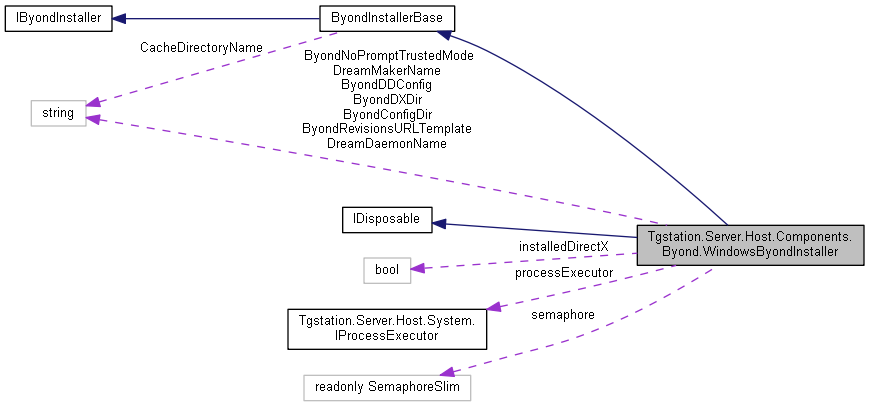 IByondInstaller
ByondInstallerBase
CacheDirectoryName
ByondNoPromptTrustedMode
DreamMakerName
ByondDDConfig
ByondDXDir
ByondConfigDir
ByondRevisionsURLTemplate
DreamDaemonName
string
IDisposable
Tgstation.Server.Host.Components.
Byond.WindowsByondInstaller
installedDirectX
bool
processExecutor
Tgstation.Server.Host.System.
IProcessExecutor
semaphore
readonly SemaphoreSlim